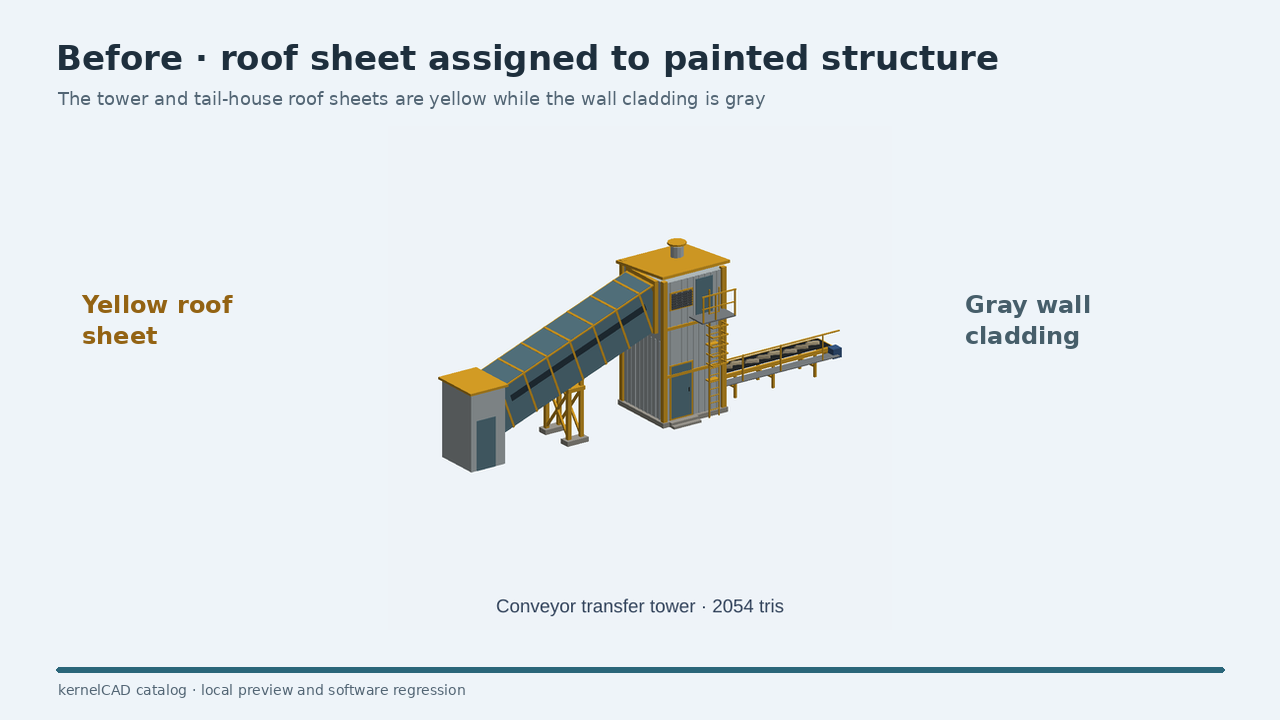 Before · roof sheet assigned to painted structure
The tower and tail-house roof sheets are yellow while the wall cladding is gray
Yellow roof
sheet
Gray wall
cladding
Conveyor transfer tower · 2054 tris
kernelCAD catalog · local preview and software regression